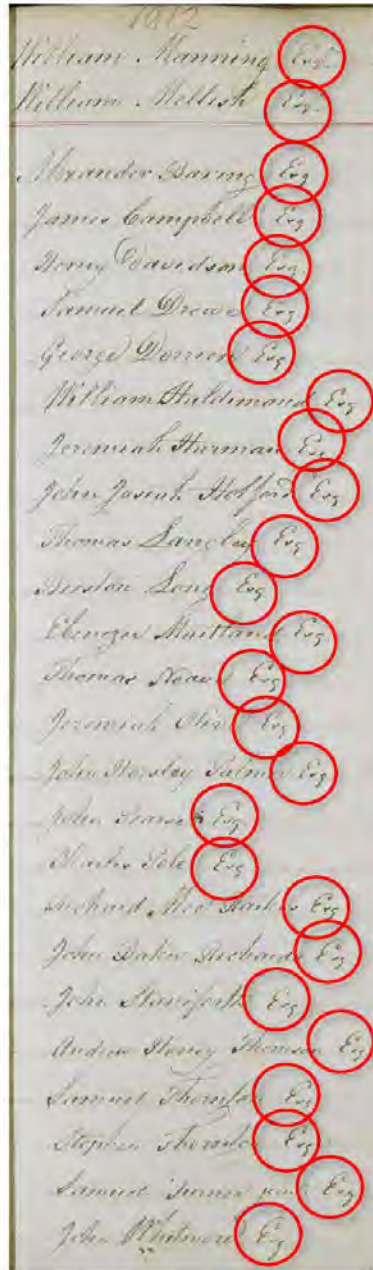 1812
William Manning Esq.
William Mellish Esq.
Alexander Baring Esq
James Campbell Esq
Henry Davidson Esq
Samuel Drewe Esq
George Dorrien Esq
William Haldimand Esq
Jeremiah Harman Esq
John Josiah Holford Esq
Thomas Langley Esq
Beeston Long Esq
Ebenezer Maitland Esq
Thomas Neave Esq
Jeremiah Olive Esq
John Horsley Palmer Esq
John Pearse Esq
Charles Pole Esq
Richard Mee Raikes Esq
John Baker Richards Esq
John Staniforth Esq
Andrew Henry Thomson Esq
Samuel Thornton Esq
Stephen Thornton Esq
Samuel Turner junr Esq
John Whitmore Esq